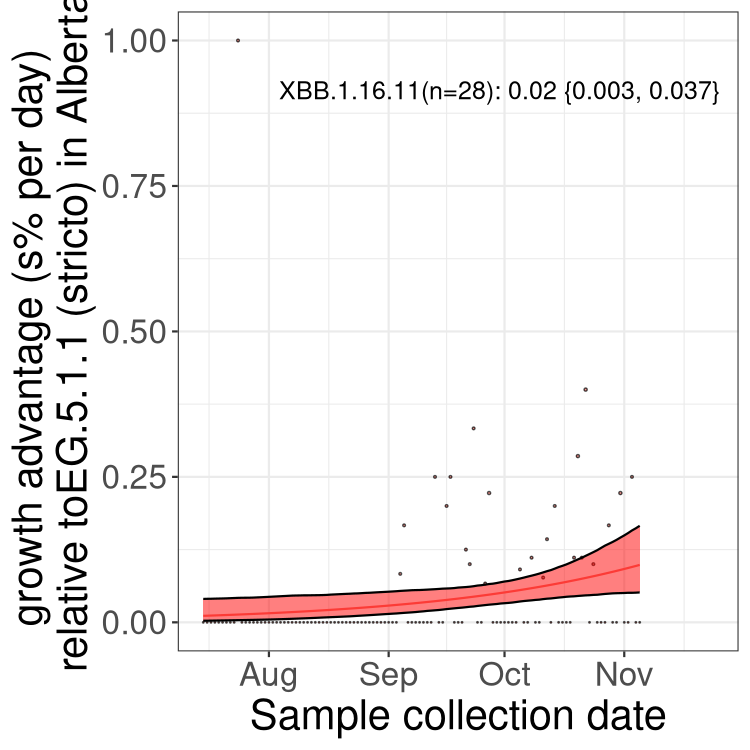 growth advantage (s% per day)
relative toEG.5.1.1 (stricto) in Alberta
1.00
0.75
0.50
0.25
0.00
XBB.1.16.11(n=28): 0.02 {0.003, 0.037}
Aug Sep Oct Nov
Sample collection date